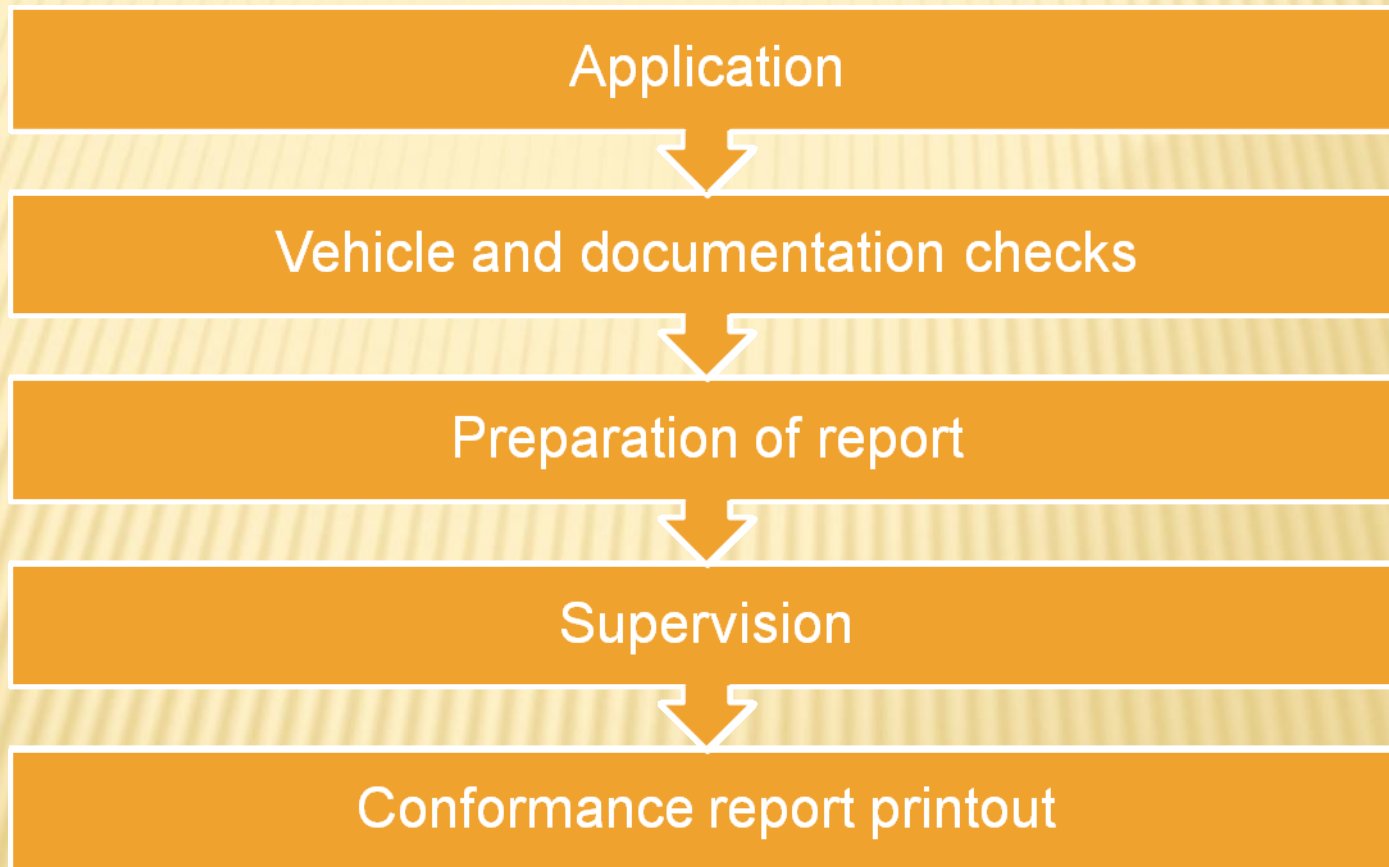 Application
Vehicle and documentation checks
Preparation of report
Supervision
Conformance report printout